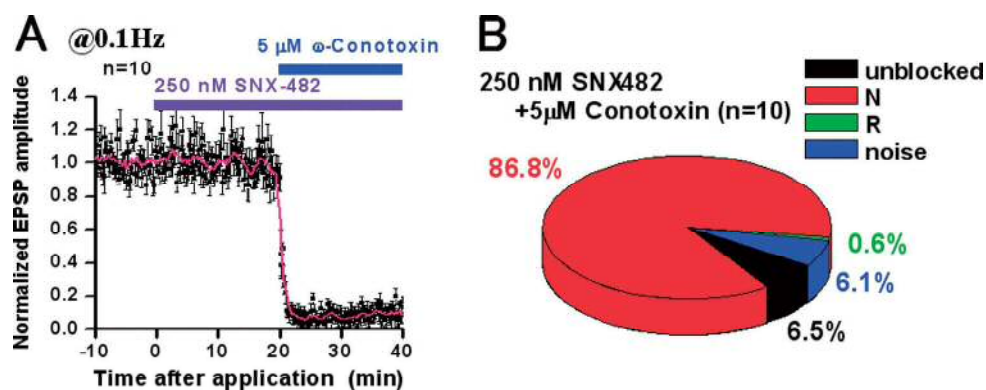 A
@0.1Hz
n=10
5 μM ω-Conotoxin
250 nM SNX-482
Normalized EPSP amplitude
1.4
1.2
1.0
0.8
0.6
0.4
0.2
0.0
-10 0 10 20 30 40
Time after application (min)
B
250 nM SNX482
+5μM Conotoxin (n=10)
unblocked
N
R
noise
86.8%
0.6%
6.1%
6.5%